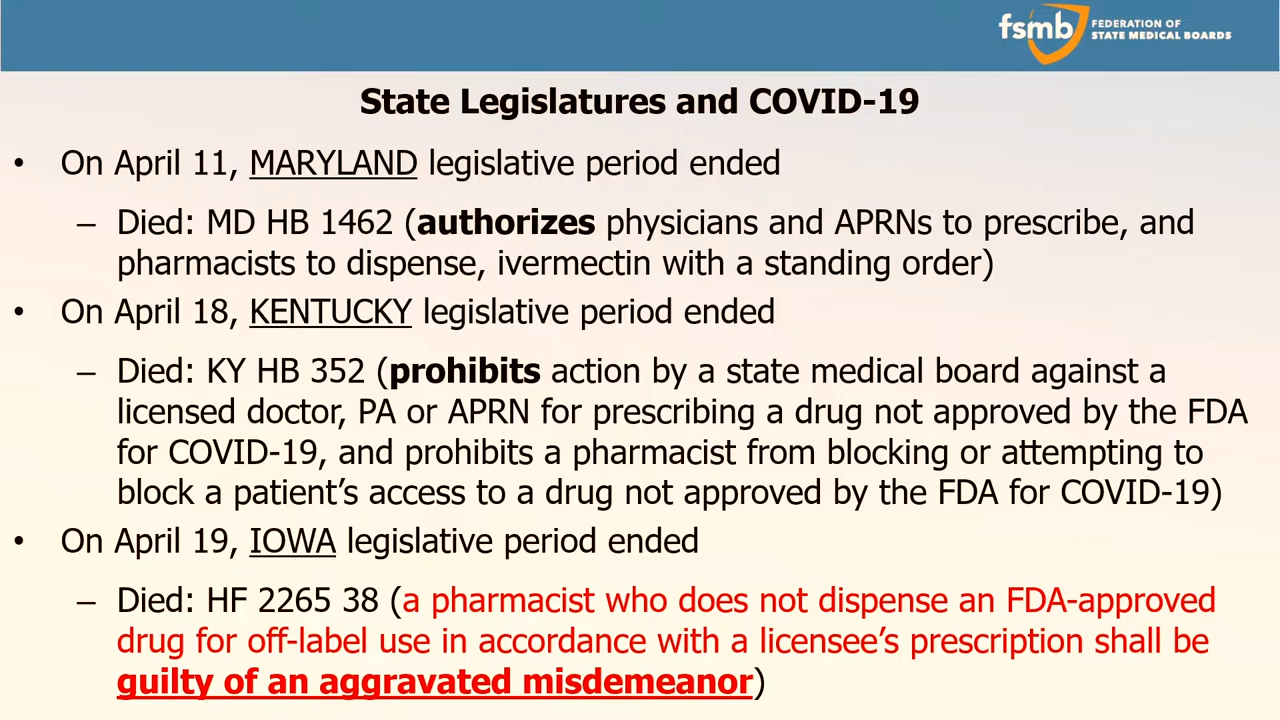 fsmb FEDERATION OF
STATE MEDICAL BOARDS
State Legislatures and COVID-19
• On April 11, MARYLAND legislative period ended
– Died: MD HB 1462 (authorizes physicians and APRNs to prescribe, and
pharmacists to dispense, ivermectin with a standing order)
• On April 18, KENTUCKY legislative period ended
– Died: KY HB 352 (prohibits action by a state medical board against a
licensed doctor, PA or APRN for prescribing a drug not approved by the FDA
for COVID-19, and prohibits a pharmacist from blocking or attempting to
block a patient’s access to a drug not approved by the FDA for COVID-19)
• On April 19, IOWA legislative period ended
– Died: HF 2265 38 (a pharmacist who does not dispense an FDA-approved
drug for off-label use in accordance with a licensee’s prescription shall be
guilty of an aggravated misdemeanor)